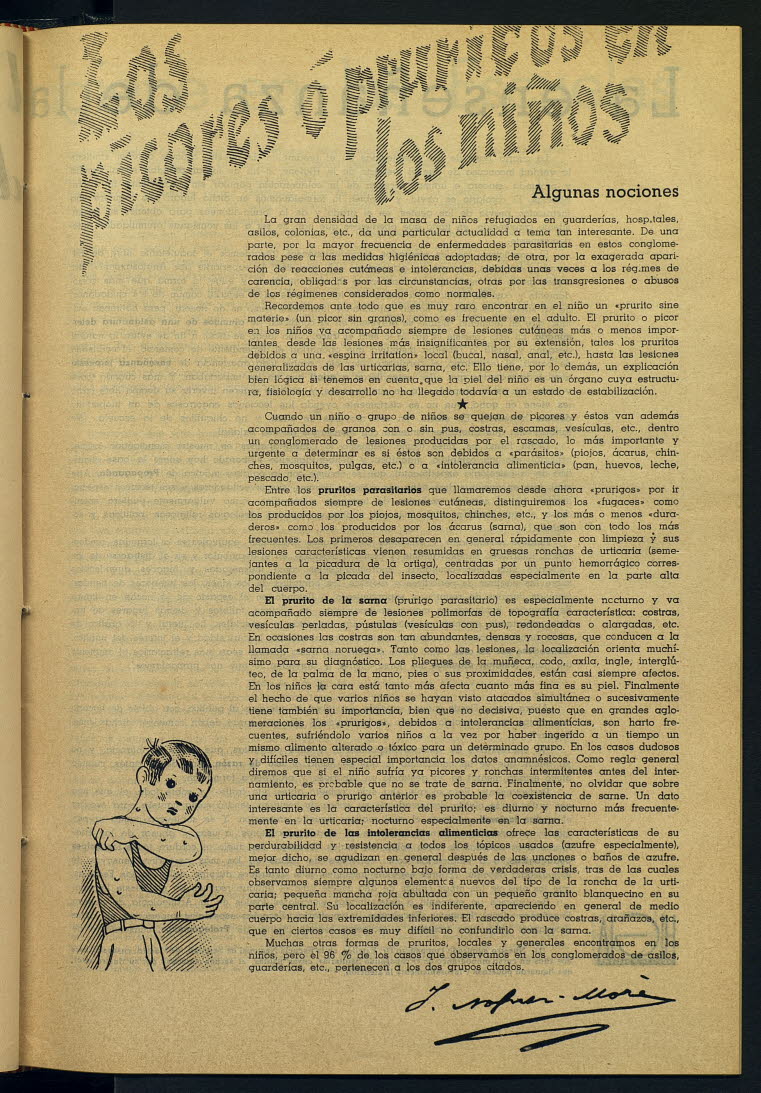 Los
picores ó pruricos en
los niños
Algunas nociones
La gran densidad de la masa de niños refugiados en guarderías, hosp.tales,
asilos, colonias, etc., da una particular actualidad a tema tan interesante. De una
parte, por la mayor frecuencia de enfermedades parasitarias en estos conglome-
rados pese a las medidas higiénicas adoptadas; de otra, por la exagerada apari-
ción de reacciones cutáneas e intolerancias, debidas unas veces a los rég.mes de
carencia, obligad s por las circunstancias, otras por las transgresiones o abusos
de los régimenes considerados como normales.
Recordemos ante todo que es muy raro encontrar en el niño un «prurito sine
materie» (un picor sin granos), como es frecuente en el adulto. El prurito o picor
en los niños va acompañado siempre de lesiones cutáneas más o menos impor-
tantes, desde las lesiones más insignificantes por su extensión, tales los pruritos
debidos a una «espina irritation» local (bucal, nasal, anal, etc.), hasta las lesiones
generalizadas de las urticarias, sarna, etc. Ello tiene, por lo demás, un explicación
bien lógica si tenemos en cuenta que la piel del niño es un órgano cuya estructu-
ra, fisiología y desarrollo no ha llegado todavía a un estado de estabilización.
★
Cuando un niño o grupo de niños se quejan de picores y éstos van además
acompañados de granos con o sin pus, costras, escamas, vesículas, etc., dentro
un conglomerado de lesiones producidas por el rascado, lo más importante y
urgente a determinar es si éstos son debidos a «parásitos» (piojos, ácarus, chin-
ches, mosquitos, pulgas, etc.) o a «intolerancia alimenticia» (pan, huevos, leche,
pescado, etc.).
Entre los pruritos parasitarios que llamaremos desde ahora «prurigos» por ir
acompañados siempre de lesiones cutáneas, distinguiremos los «fugaces» como
los producidos por los piojos, mosquitos, chinches, etc., y los más o menos «dura-
deros» como los producidos por los ácarus (sarna), que son con todo los más
frecuentes. Los primeros desaparecen en general rápidamente con limpieza y sus
lesiones características vienen resumidas en gruesas ronchas de urticaria (seme-
jantes a la picadura de la ortiga), centradas por un punto hemorrágico corres-
pondiente a la picada del insecto, localizadas especialmente en la parte alta
del cuerpo.
El prurito de la sarna (prurigo parasitario) es especialmente nocturno y va
acompañado siempre de lesiones polimorfas de topografía característica: costras,
vesículas perladas, pústulas (vesículas con pus), redondeadas o alargadas, etc.
En ocasiones las costras son tan abundantes, densas y rocosas, que conducen a la
llamada «sarna noruega». Tanto como las lesiones, la localización orienta muchí-
simo para su diagnóstico. Los pliegues de la muñeca, codo, axila, ingle, interglú-
teo, de la palma de la mano, pies o sus proximidades, están casi siempre afectos.
En los niños la cara está tanto más afecta cuanto más fina es su piel. Finalmente
el hecho de que varios niños se hayan visto atacados simultánea o sucesivamente
tiene también su importancia, bien que no decisiva, puesto que en grandes aglo-
meraciones los «prurigos», debidos a intolerancias alimentícias, son harto fre-
cuentes, sufriéndolo varios niños a la vez por haber ingerido a un tiempo un
mismo alimento alterado o tóxico para un determinado grupo. En los casos dudosos
y difíciles tienen especial importancia los datos anamnésicos. Como regla general
diremos que si el niño sufría ya picores y ronchas intermitentes antes del inter-
namiento, es probable que no se trate de sarna. Finalmente, no olvidar que sobre
una urticaria o prurigo anterior es probable la coexistencia de sarne. Un dato
interesante es la característica del prurito; es diurno y nocturno más frecuente-
mente en la urticaria; nocturno especialmente en la sarna.
El prurito de las intolerancias alimenticias ofrece las características de su
perdurabilidad y resistencia a todos los tópicos usados (azufre especialmente),
mejor dicho, se agudizan en general después de las unciones o baños de azufre.
Es tanto diurno como nocturno bajo forma de verdaderas crisis, tras de las cuales
observamos siempre algunos elementos nuevos del tipo de la roncha de la urti-
caria; pequeña mancha roja abultada con un pequeño granito blanquecino en su
parte central. Su localización es indiferente, apareciendo en general de medio
cuerpo hacia las extremidades inferiores. El rascado produce costras, arañazos, etc.,
que en ciertos casos es muy difícil no confundirlo con la sarna.
Muchas otras formas de pruritos, locales y generales encontramos en los
niños, pero el 96 % de los casos que observamos en los conglomerados de asilos,
guarderías, etc., pertenecen a los dos grupos citados.
J. Noguer-Moré